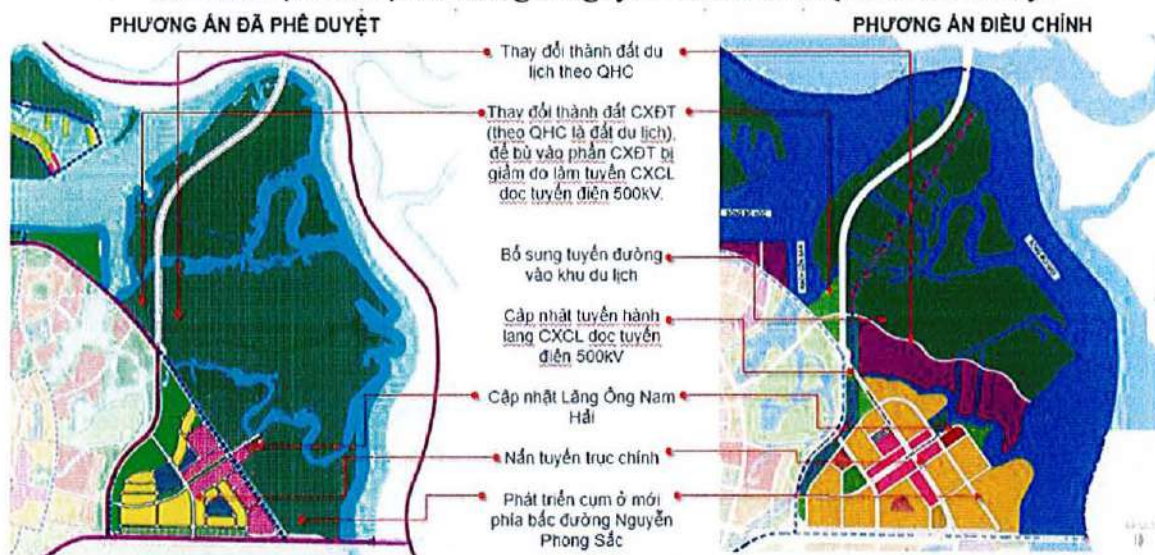 PHƯƠNG ÁN ĐÃ PHÊ DUYỆT
PHƯƠNG ÁN ĐIỀU CHỈNH
Thay đổi thành đất du
lịch theo QHC
Thay đổi thành đất CXĐT
(theo QHC là đất du lịch),
để bù vào phần CXĐT bị
giảm do làm tuyến CXCL
dọc tuyến điện 500kV.
Bổ sung tuyến đường
vào khu du lịch
Cập nhật tuyến hành
lang CXCL dọc tuyến
điện 500kV
Cập nhật Lăng Ông Nam
Hải
Nắn tuyến trục chính
Phát triển cụm ở mới
phía bắc đường Nguyễn
Phong Sắc